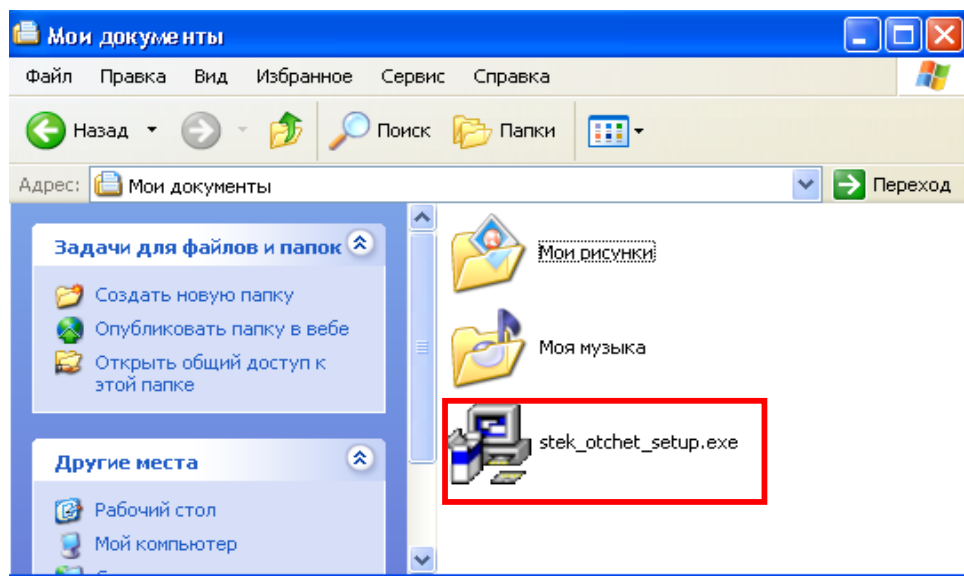 Мои документы
Файл Правка Вид Избранное Сервис Справка
Назад Поиск Папки
Адрес: Мои документы Переход
Задачи для файлов и папок
Создать новую папку
Опубликовать папку в вебе
Открыть общий доступ к
этой папке
Другие места
Рабочий стол
Мой компьютер
Мои рисунки
Моя музыка
stek_otchet_setup.exe